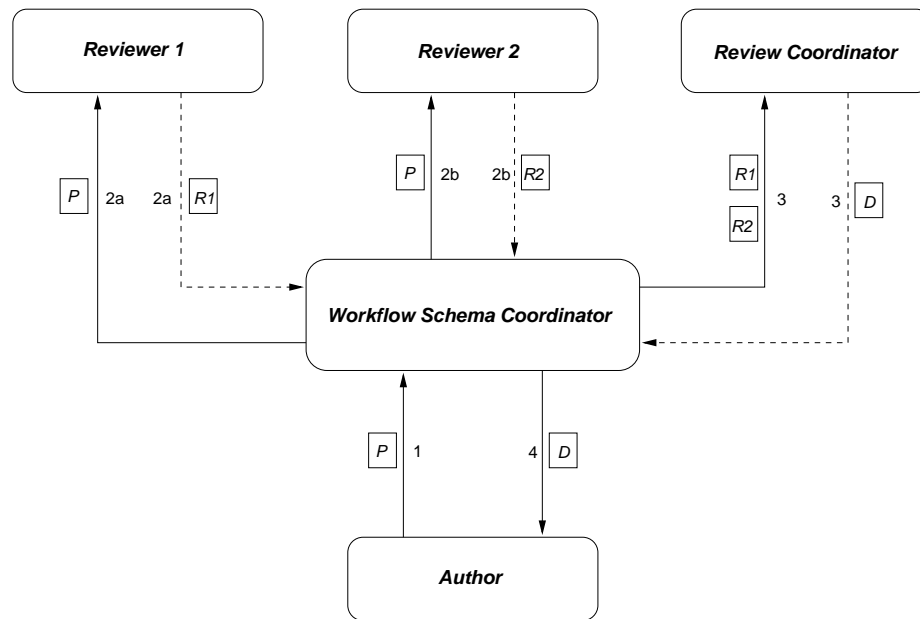 Reviewer 1
Reviewer 2
Review Coordinator
P
2a
2a
R1
P
2b
2b
R2
R1
R2
3
3
D
Workflow Schema Coordinator
P
1
4
D
Author